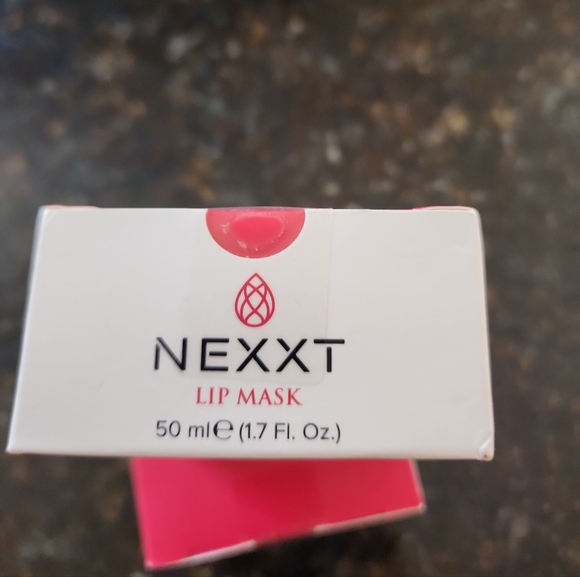 NEXXT
LIP MASK
50 ml℮ (1.7 Fl. Oz.)